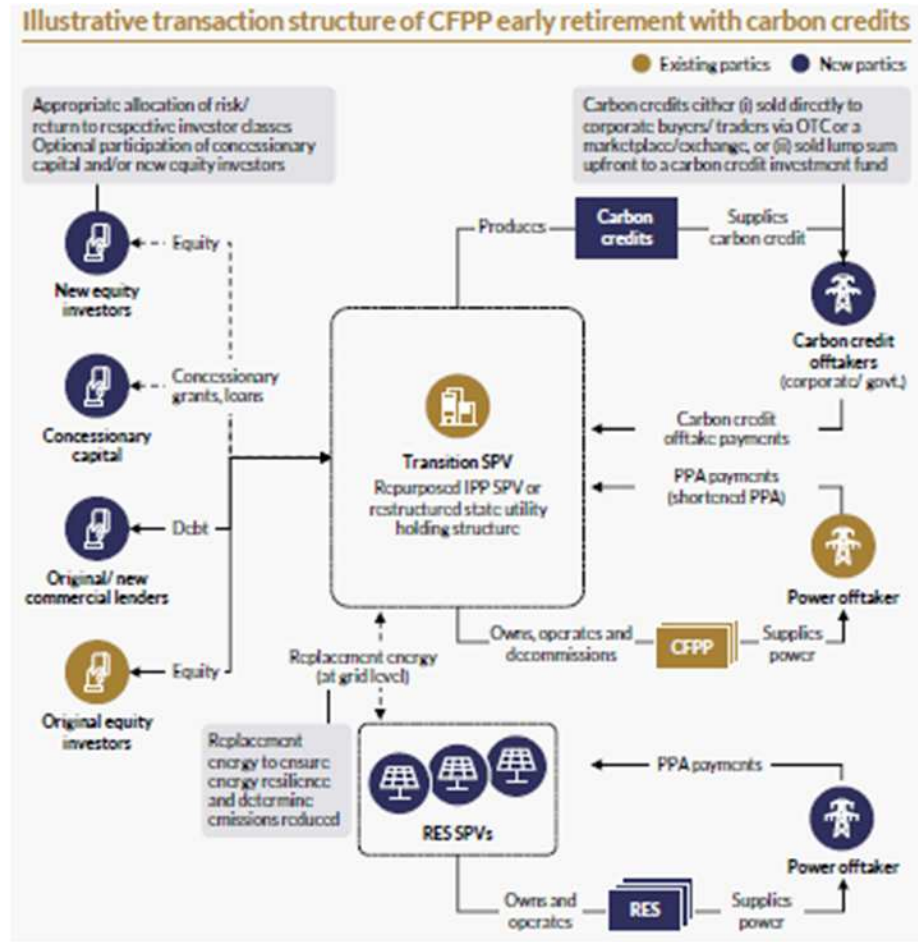 Illustrative transaction structure of CFPP early retirement with carbon credits
Existing parties
New parties
Appropriate allocation of risk/
return to respective investor classes
Optional participation of concessionary
capital and/or new equity investors
Carbon credits either (i) sold directly to
corporate buyers/ traders via OTC or a
marketplace/exchange, or (ii) sold lump sum
upfront to a carbon credit investment fund
Equity
New equity
investors
Concessionary
grants, loans
Concessionary
capital
Debt
Original/ new
commercial lenders
Equity
Original equity
investors
Produces
Carbon
credits
Supplies
carbon credit
Carbon credit
offtakers
(corporate/ govt.)
Transition SPV
Repurposed IPP SPV or
restructured state utility
holding structure
Carbon credit
offtake payments
PPA payments
(shortened PPA)
Power offtaker
Owns, operates and
decommissions
CFPP
Supplies
power
Replacement energy
(at grid level)
Replacement
energy to ensure
energy resilience
and determine
emissions reduced
RES SPVs
PPA payments
Power offtaker
Owns and
operates
RES
Supplies
power